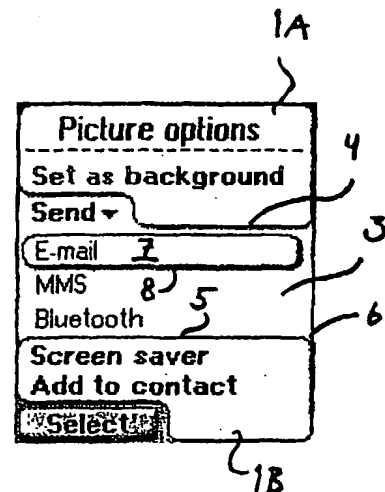 1A
Picture options
Set as background
4
Send
E-mail 7
3
MMS 8
5
6
Bluetooth
Screen saver
Add to contact
Select
1B